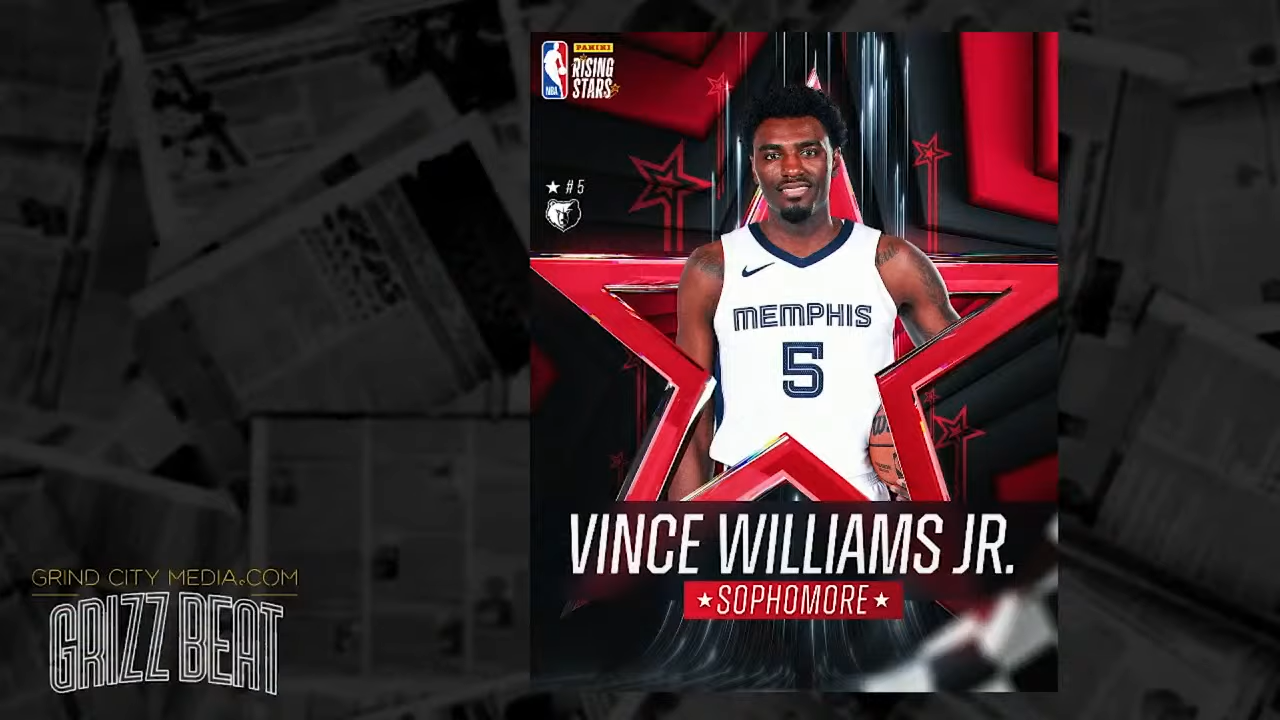 PANINI
NBA
RISING
STARS
★ #5
MEMPHIS
5
VINCE WILLIAMS JR.
★SOPHOMORE★
GRIND CITY MEDIA.COM
GRIZZ BEAT